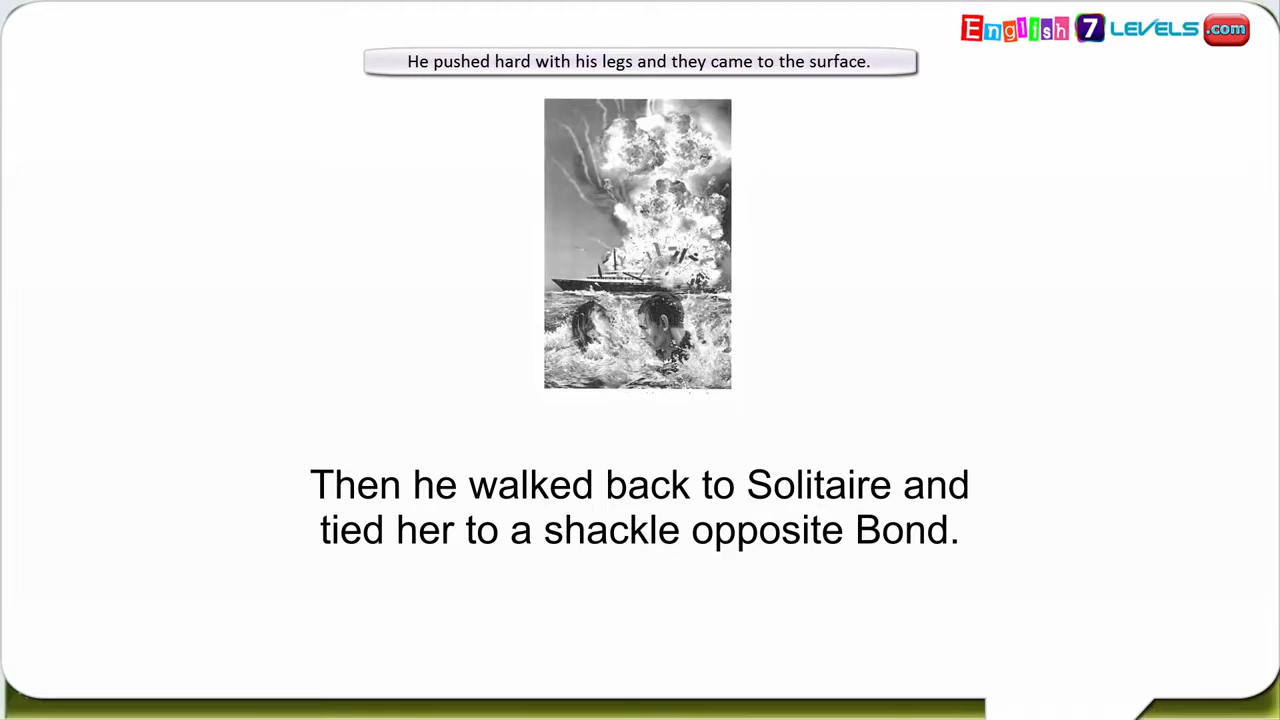 English 7 LEVELS .com
He pushed hard with his legs and they came to the surface.
Then he walked back to Solitaire and
tied her to a shackle opposite Bond.